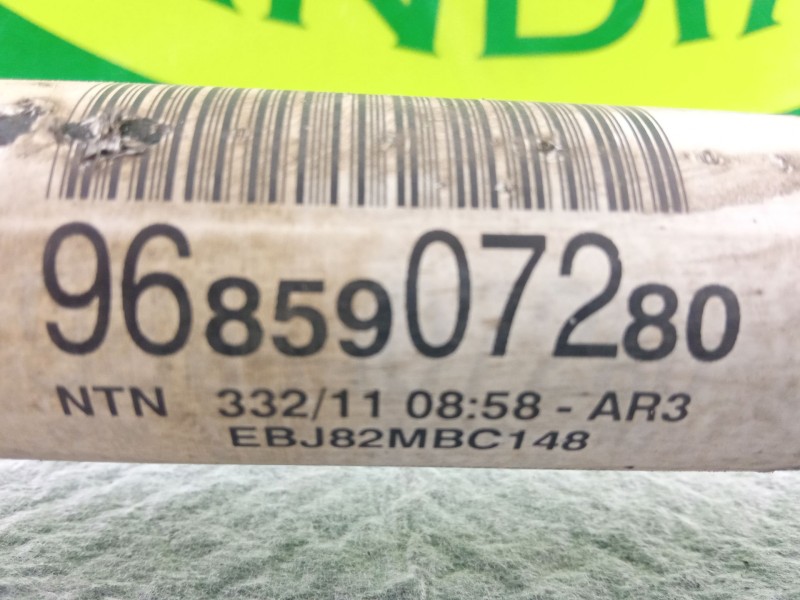 9685907280
NTN 332/11 08:58 - AR3
EBJ82MBC148